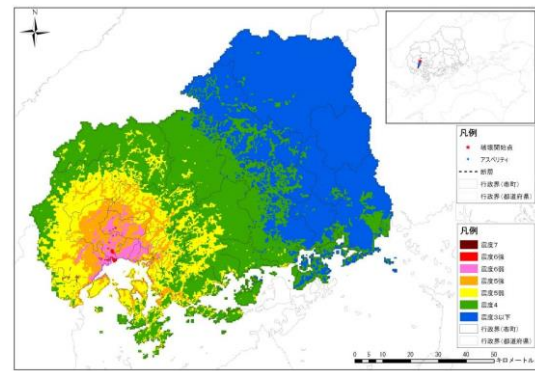 N
凡例
破壊開始点
アスペリティ
断層
行政界(市町)
行政界(都道府県)
凡例
震度7
震度6強
震度6弱
震度5強
震度5弱
震度4
震度3以下
行政界(市町)
行政界(都道府県)
0 5 10 20 30 40 50
キロメートル